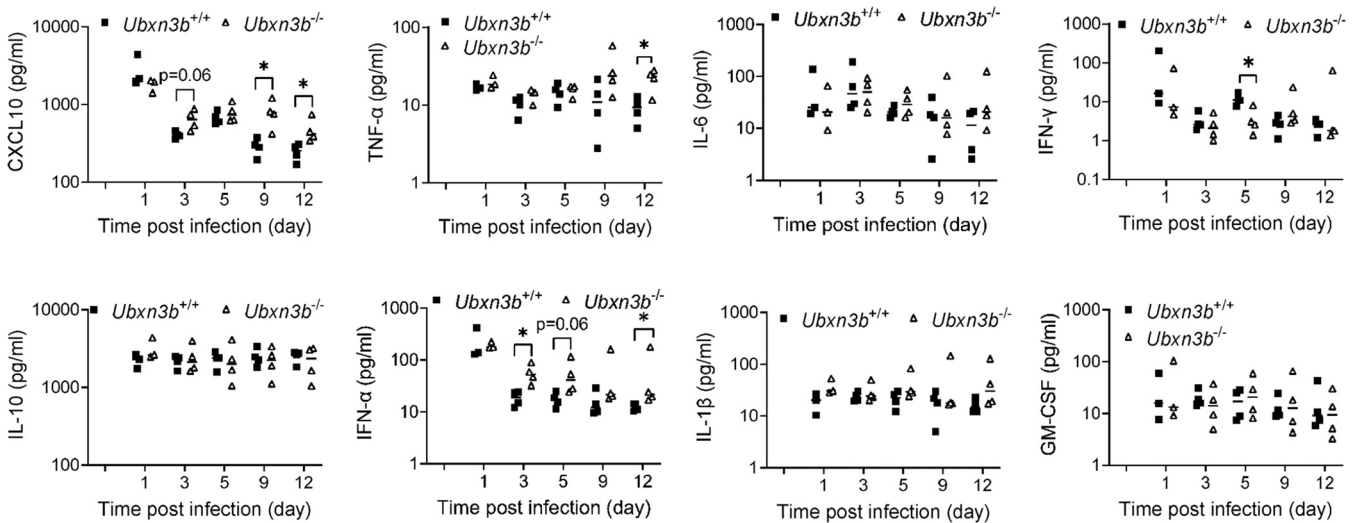 ■ Ubxn3b+/+ △ Ubxn3b-/-
CXCL10 (pg/ml)
10000
1000
100
p=0.06
*
*
1 3 5 9 12
Time post infection (day)
■ Ubxn3b+/+
△ Ubxn3b-/-
TNF-α (pg/ml)
100
10
1
*
1 3 5 9 12
Time post infection (day)
■ Ubxn3b+/+ △ Ubxn3b-/-
IL-6 (pg/ml)
1000
100
10
1
1 3 5 9 12
Time post infection (day)
■ Ubxn3b+/+ △ Ubxn3b-/-
IFN-γ (pg/ml)
1000
100
10
1
0.1
*
1 3 5 9 12
Time post infection (day)
■ Ubxn3b+/+ △ Ubxn3b-/-
IL-10 (pg/ml)
10000
1000
100
1 3 5 9 12
Time post infection (day)
■ Ubxn3b+/+ △ Ubxn3b-/-
IFN-α (pg/ml)
1000
100
10
1
*
p=0.06
*
1 3 5 9 12
Time post infection (day)
■ Ubxn3b+/+ △ Ubxn3b-/-
IL-1β (pg/ml)
1000
100
10
1
1 3 5 9 12
Time post infection (day)
■ Ubxn3b+/+
△ Ubxn3b-/-
GM-CSF (pg/ml)
1000
100
10
1
1 3 5 9 12
Time post infection (day)